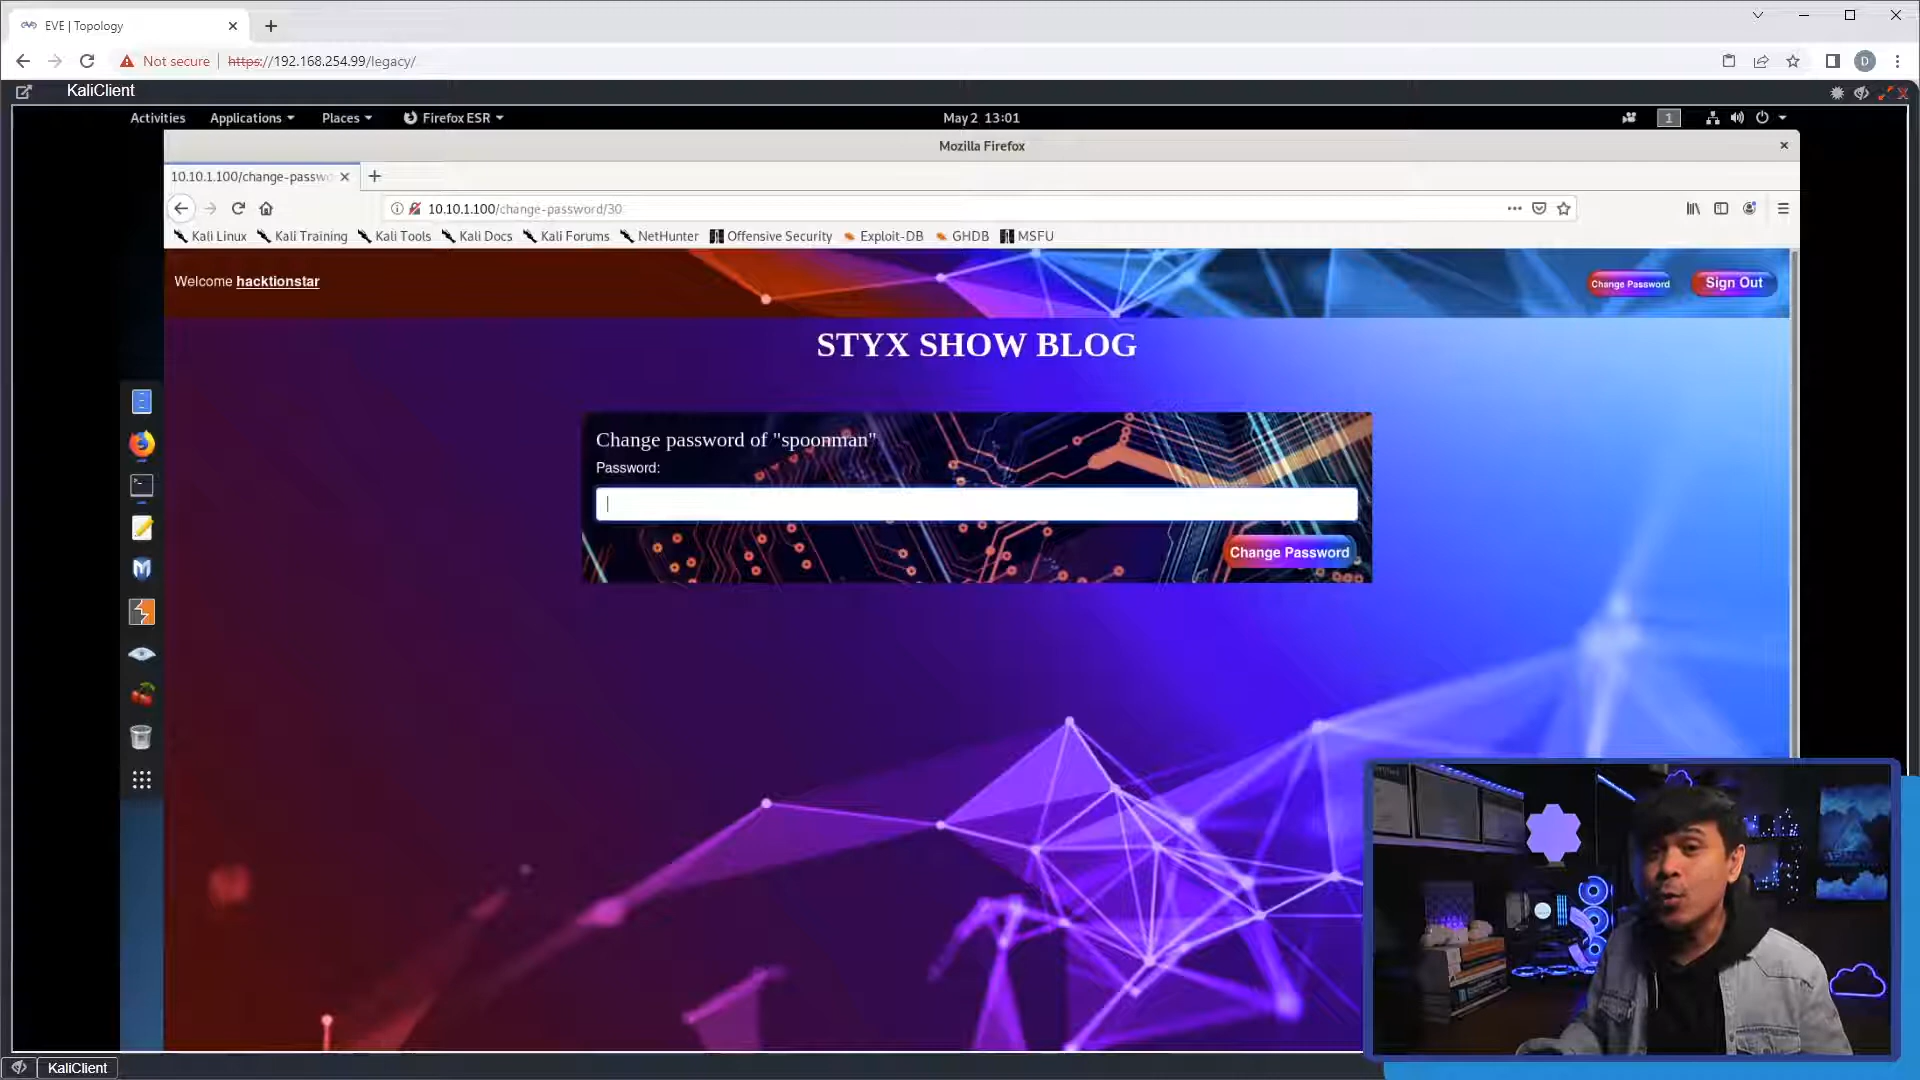 EVE | Topology
Not secure
https://192.168.254.99/legacy/
D
KaliClient
Activities
Applications
Places
Firefox ESR
May 2 13:01
1
Mozilla Firefox
10.10.1.100/change-passwo
10.10.1.100/change-password/30
Kali Linux
Kali Training
Kali Tools
Kali Docs
Kali Forums
NetHunter
Offensive Security
Exploit-DB
GHDB
MSFU
Welcome hacktionstar
Change Password
Sign Out
STYX SHOW BLOG
Change password of "spoonman"
Password:
Change Password
KaliClient